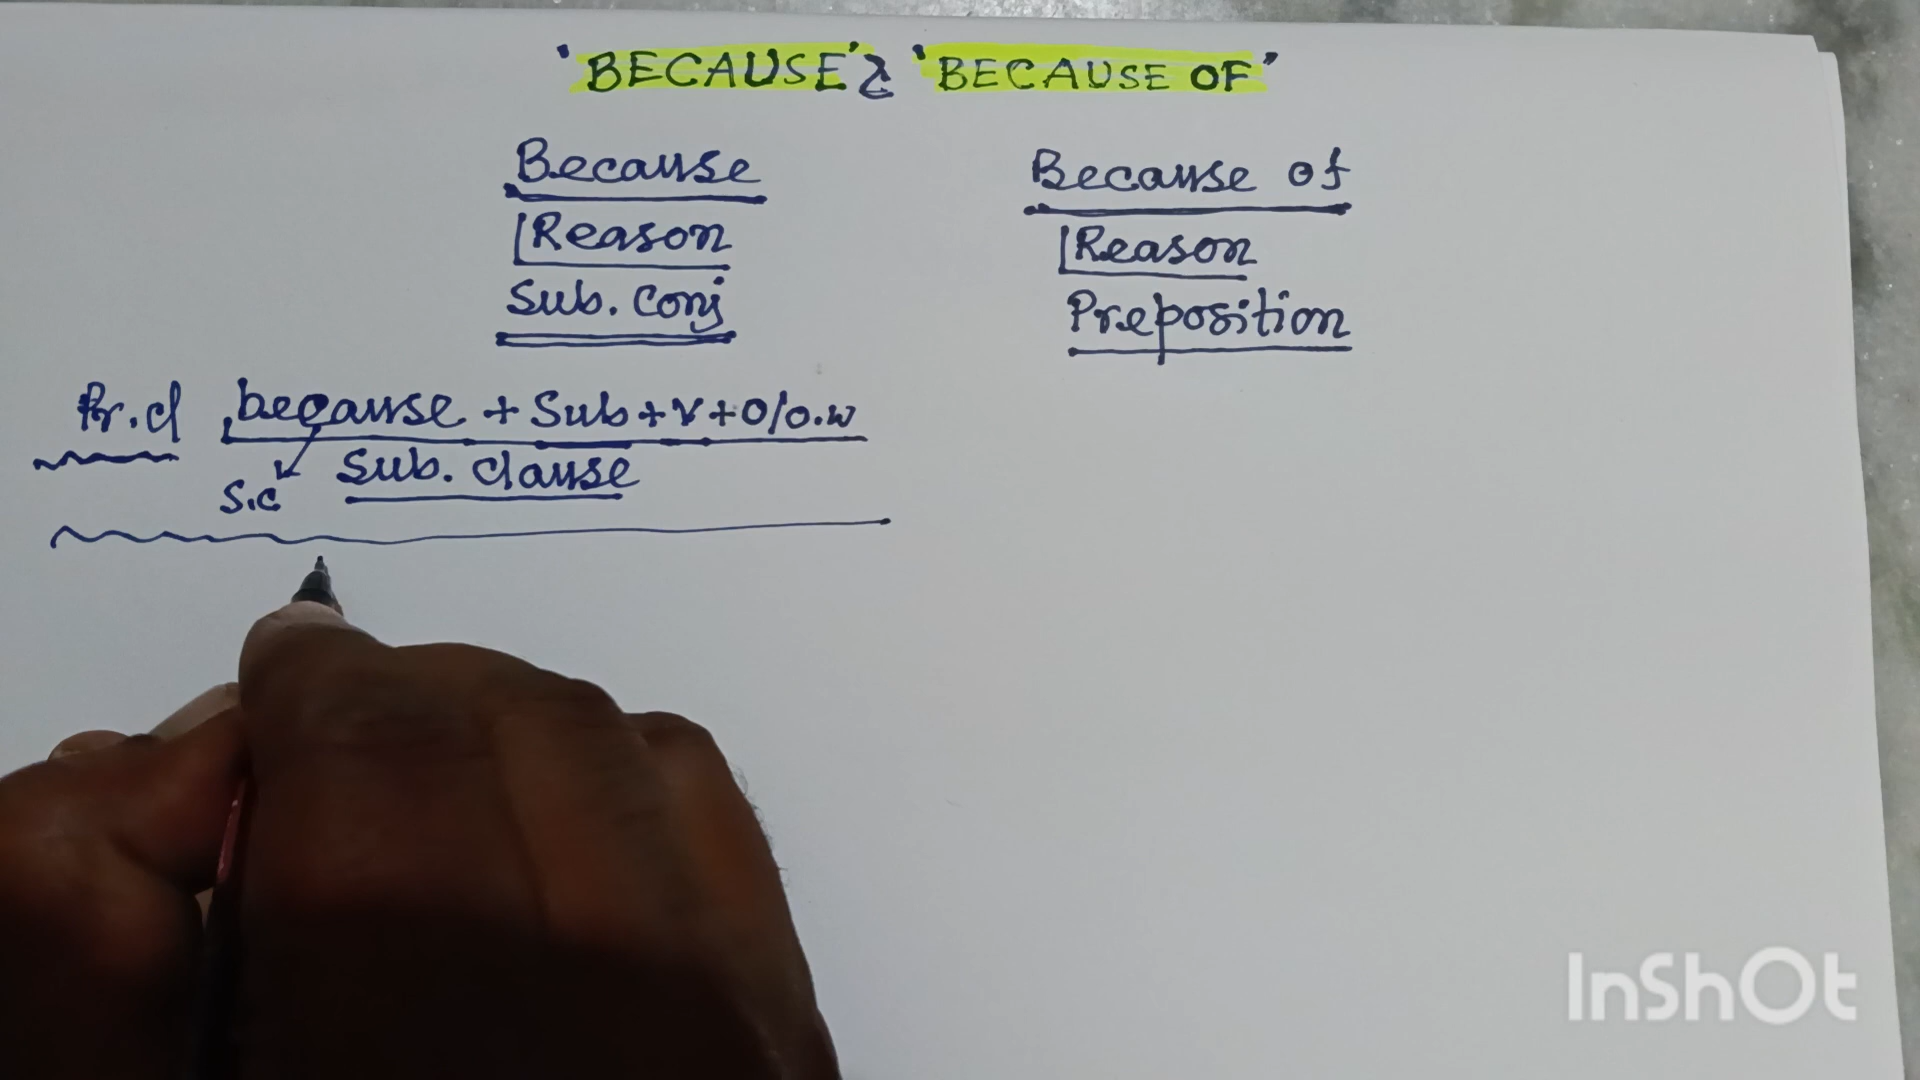 'BECAUSE' & 'BECAUSE OF'
Because
Reason
Sub. Conj
Because of
Reason
Preposition
Pr.cl because + Sub + V + O/O.W
S.C Sub. Clause
InShOt